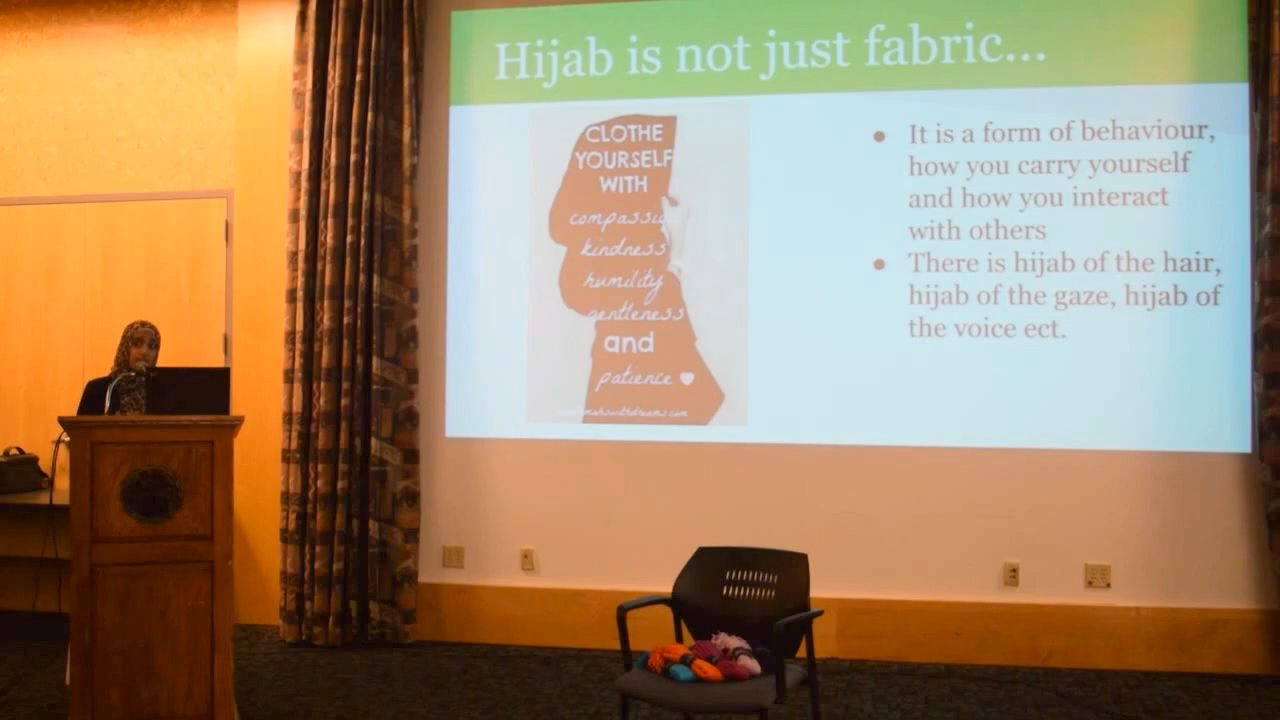 Hijab is not just fabric...
CLOTHE
YOURSELF
WITH
kindness
humility
gentleness
and
patience
It is a form of behaviour,
how you carry yourself
and how you interact
with others
There is hijab of the hair,
hijab of the gaze, hijab of
the voice ect.